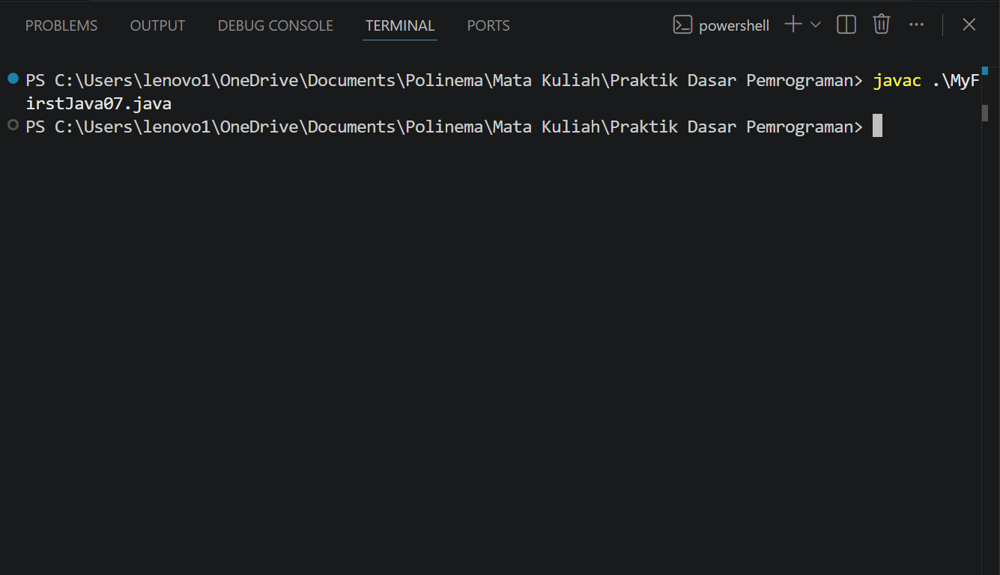 PROBLEMS OUTPUT DEBUG CONSOLE TERMINAL PORTS powershell
PS C:\Users\lenovo1\OneDrive\Documents\Polinema\Mata Kuliah\Praktik Dasar Pemrograman> javac .\MyF
irstJava07.java
PS C:\Users\lenovo1\OneDrive\Documents\Polinema\Mata Kuliah\Praktik Dasar Pemrograman>